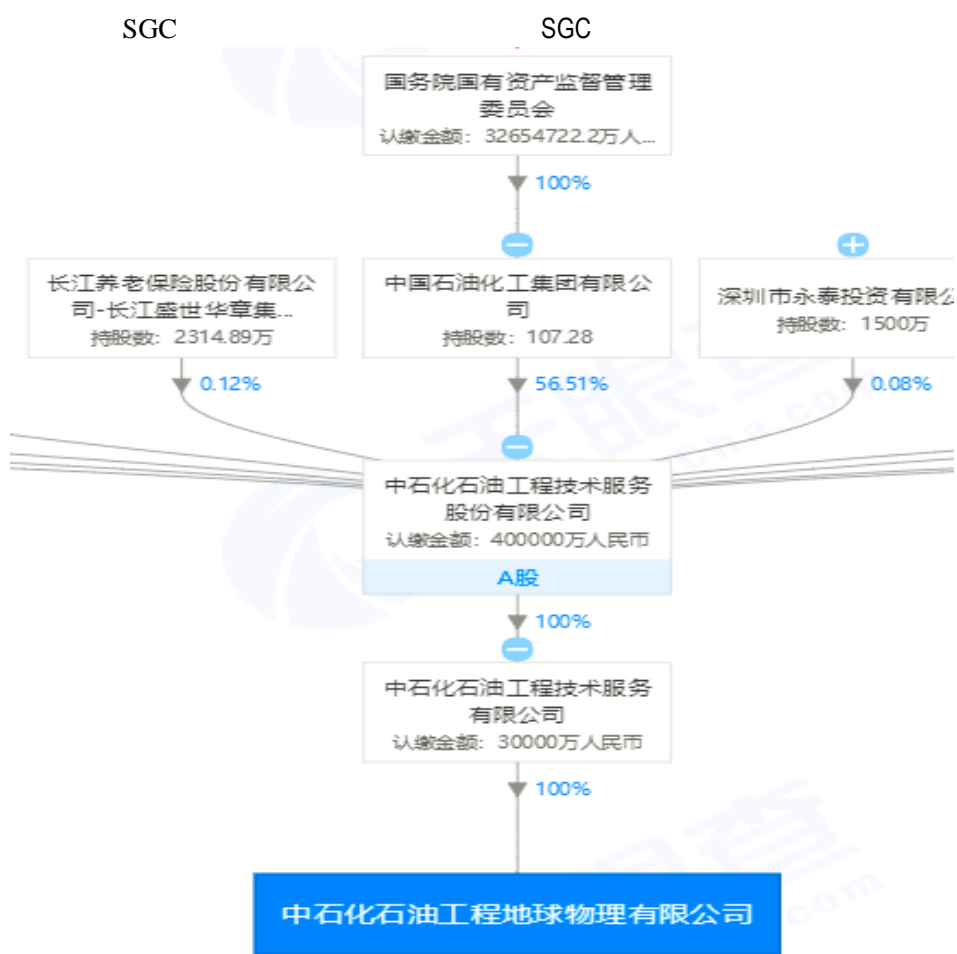 SGC
SGC
国务院国有资产监督管理
委员会
认缴金额：32654722.2万人...
100%
长江养老保险股份有限公
司-长江盛世华章集...
持股数：2314.89万
中国石油化工集团有限公
司
持股数：107.28
深圳市永泰投资有限公
持股数：1500万
0.12%
56.51%
0.08%
中石化石油工程技术服务
股份有限公司
认缴金额：400000万人民币
A股
100%
中石化石油工程技术服务
有限公司
认缴金额：30000万人民币
100%
中石化石油工程地球物理有限公司